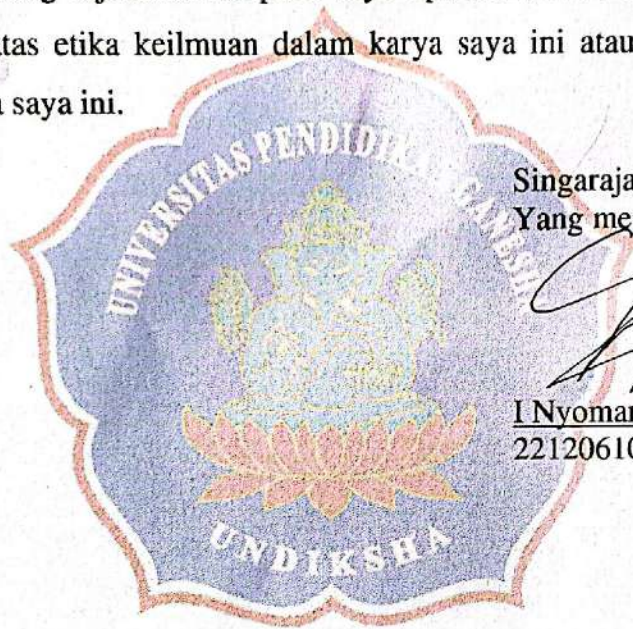 atas etika keilmuan dalam karya saya ini atau
saya ini.
UNIVERSITAS PENDIDIKAN GANESHA
Singaraja
Yang me
I Nyoman
22120610
UNDIKSHA